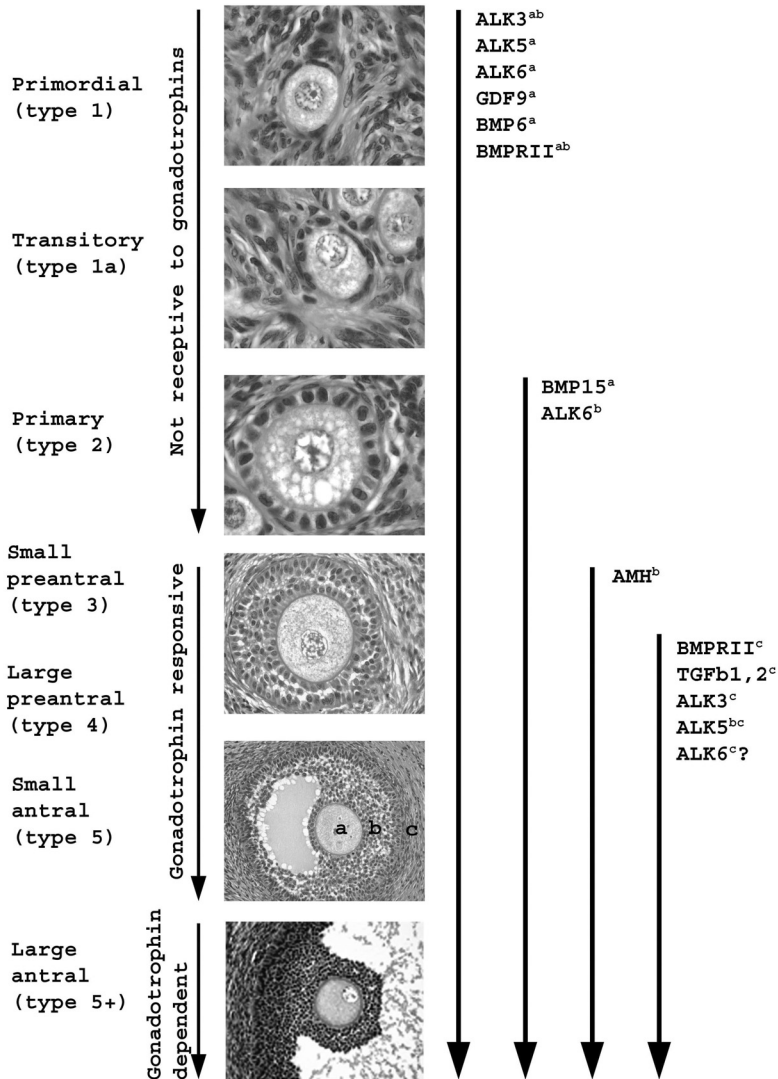 Primordial
(type 1)
Transitory
(type 1a)
Primary
(type 2)
Small
preantral
(type 3)
Large
preantral
(type 4)
Small
antral
(type 5)
Large
antral
(type 5+)
Not receptive to gonadotrophins
Gonadotrophin responsive
Gonadotrophin
dependent
a b c
ALK3ᵃᵇ
ALK5ᵃ
ALK6ᵃ
GDF9ᵃ
BMP6ᵃ
BMPRIIᵃᵇ
BMP15ᵃ
ALK6ᵇ
AMHᵇ
BMPRIIᶜ
TGFb1,2ᶜ
ALK3ᶜ
ALK5ᵇᶜ
ALK6ᶜ?